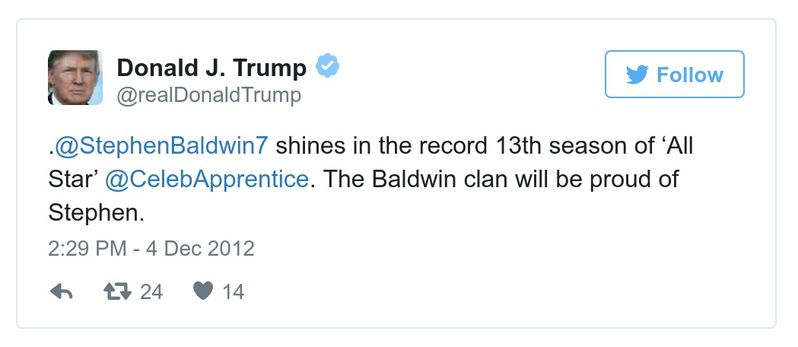 Donald J. Trump
@realDonaldTrump
Follow
.@StephenBaldwin7 shines in the record 13th season of ‘All
Star’ @CelebApprentice. The Baldwin clan will be proud of
Stephen.
2:29 PM - 4 Dec 2012
24 14